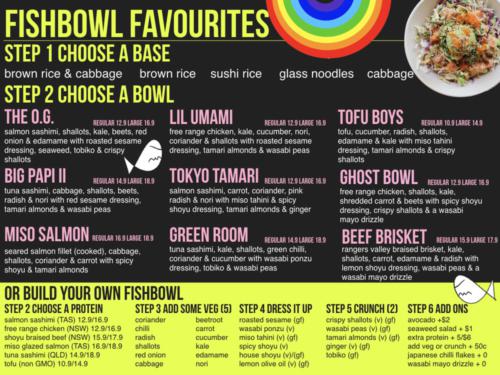 FISHBOWL FAVOURITES
STEP 1 CHOOSE A BASE
brown rice & cabbage brown rice sushi rice glass noodles cabbage
STEP 2 CHOOSE A BOWL
THE O.G. REGULAR 12.9 LARGE 16.9
salmon sashimi, shallots, kale, beets, red
onion & edamame with roasted sesame
dressing, seaweed, tobiko & crispy
shallots
LIL UMAMI REGULAR 12.9 LARGE 16.9
free range chicken, kale, cucumber, nori,
coriander & shallots with roasted sesame
dressing, tamari almonds & wasabi peas
TOFU BOYS REGULAR 10.9 LARGE 14.9
tofu, cucumber, radish, shallots,
edamame & kale with miso tahini
dressing, tamari almonds & crispy
shallots
BIG PAPI II REGULAR 14.9 LARGE 18.9
tuna sashimi, cabbage, shallots, beets,
radish & nori with red sesame dressing,
tamari almonds & wasabi peas
TOKYO TAMARI REGULAR 12.9 LARGE 16.9
salmon sashimi, carrot, coriander, pink
radish & nori with miso tahini & spicy
shoyu dressing, tamari almonds & ginger
GHOST BOWL REGULAR 12.9 LARGE 16.9
free range chicken, shallots, kale,
shredded carrot & beets with spicy shoyu
dressing, crispy shallots & a wasabi
mayo drizzle
MISO SALMON REGULAR 16.9 LARGE 18.9
seared salmon fillet (cooked), cabbage,
shallots, coriander & carrot with spicy
shoyu & tamari almonds
GREEN ROOM REGULAR 14.9 LARGE 18.9
tuna sashimi, kale, shallots, green chilli,
coriander & cucumber with wasabi ponzu
dressing, tobiko & wasabi peas
BEEF BRISKET REGULAR 15.9 LARGE 17.9
rangers valley braised brisket, kale,
shallots, carrot, edamame & radish with
lemon shoyu dressing, wasabi peas & a
wasabi mayo drizzle
OR BUILD YOUR OWN FISHBOWL
STEP 2 CHOOSE A PROTEIN
salmon sashimi (TAS) 12.9/16.9
free range chicken (NSW) 12.9/16.9
shoyu braised beef (NSW) 15.9/17.9
miso glazed salmon (TAS) 16.9/18.9
tuna sashimi (QLD) 14.9/18.9
tofu (non GMO) 10.9/14.9
STEP 3 ADD SOME VEG (5)
coriander beetroot
chilli carrot
radish cucumber
shallots kale
red onion edamame
cabbage nori
STEP 4 DRESS IT UP
roasted sesame (gf)
wasabi ponzu (v)
miso tahini (v) (gf)
spicy shoyu (v)
house shoyu (v)/(gf)
lemon olive oil (v) (gf)
STEP 5 CRUNCH (2)
crispy shallots (v) (gf)
wasabi peas (v) (gf)
tamari almonds (v) (gf)
ginger (v) (gf)
tobiko (gf)
STEP 6 ADD ONS
avocado +$2
seaweed salad + $1
extra protein + 5/$6
add veg or crunch + 50c
japanese chilli flakes + 0
wasabi mayo drizzle + 0